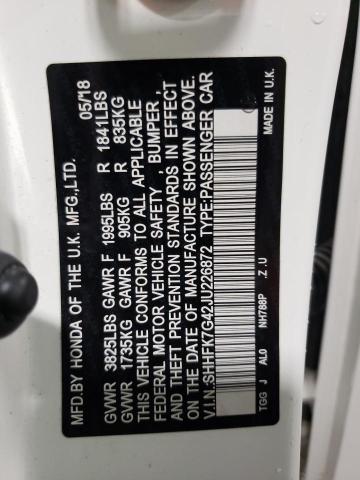 MFD.BY HONDA OF THE U.K. MFG.,LTD. 05/18
GVWR 3825LBS GAWR F 1995LBS R 1841LBS
GVWR 1735KG GAWR F 905KG R 835KG
THIS VEHICLE CONFORMS TO ALL APPLICABLE
FEDERAL MOTOR VEHICLE SAFETY , BUMPER ,
AND THEFT PREVENTION STANDARDS IN EFFECT
ON THE DATE OF MANUFACTURE SHOWN ABOVE.
V.I.N.:SHHFK7G42JU226872 TYPE:PASSENGER CAR
TGG J AL0 NH788P .Z.U MADE IN U.K.